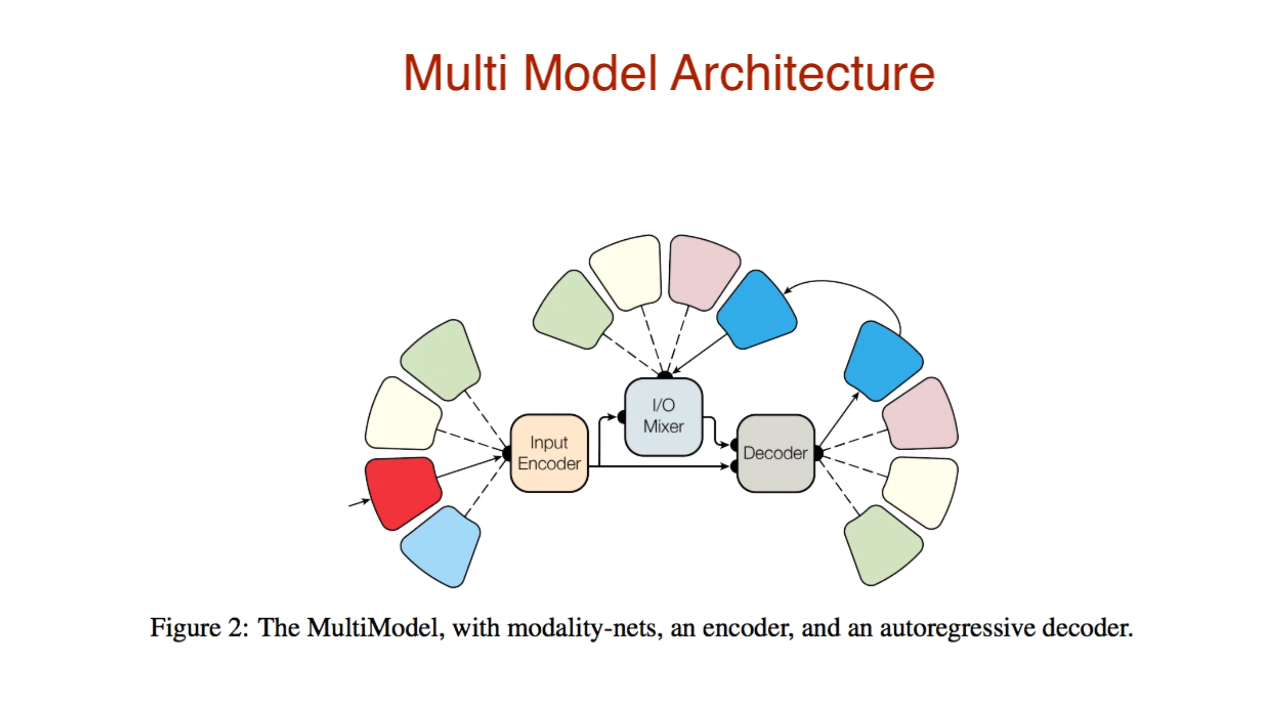 Multi Model Architecture
I/O
Mixer
Input
Encoder
Decoder
Figure 2: The MultiModel, with modality-nets, an encoder, and an autoregressive decoder.